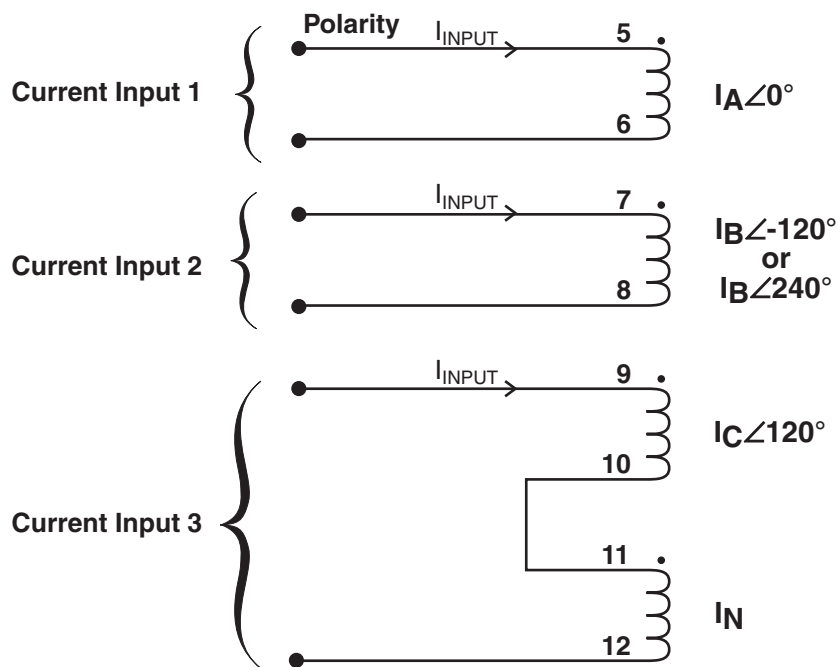 Polarity
I_INPUT
5
Current Input 1
I_A∠0°
6
I_INPUT
7
Current Input 2
I_B∠-120°
or
I_B∠240°
8
I_INPUT
9
I_C∠120°
10
Current Input 3
11
I_N
12